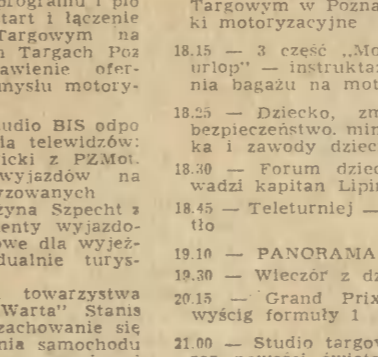 programu i pro
start i łączenie
Targowym na
Targach Poz
awienie ofer-
mysłu motory-
udio BIS odpo
la telewidzów:
icki z PZMot.
wyjazdów na
yzowanych
zyna Szpecht z
enty wyjazdo-
owe dla wyjeż-
dualnie turys-
towarzystwa
Warta" Stanis
zachowanie się
nia samochodu
Targowym w Pozna
ki motoryzacyjne
18.15 — 3 część „Mo
urlop" — instrukta
nia bagażu na mot
18.25 — Dziecko, zm
bezpieczeństwo. min
ka i zawody dziec
18.30 — Forum dziec
wadzi kapitan Lipi
18.45 — Teleturniej —
tło
19.10 — PANORAMA
19.30 — Wieczór z dz
20.15 — Grand Prix
wyścig formuły 1
21.00 — Studio targow